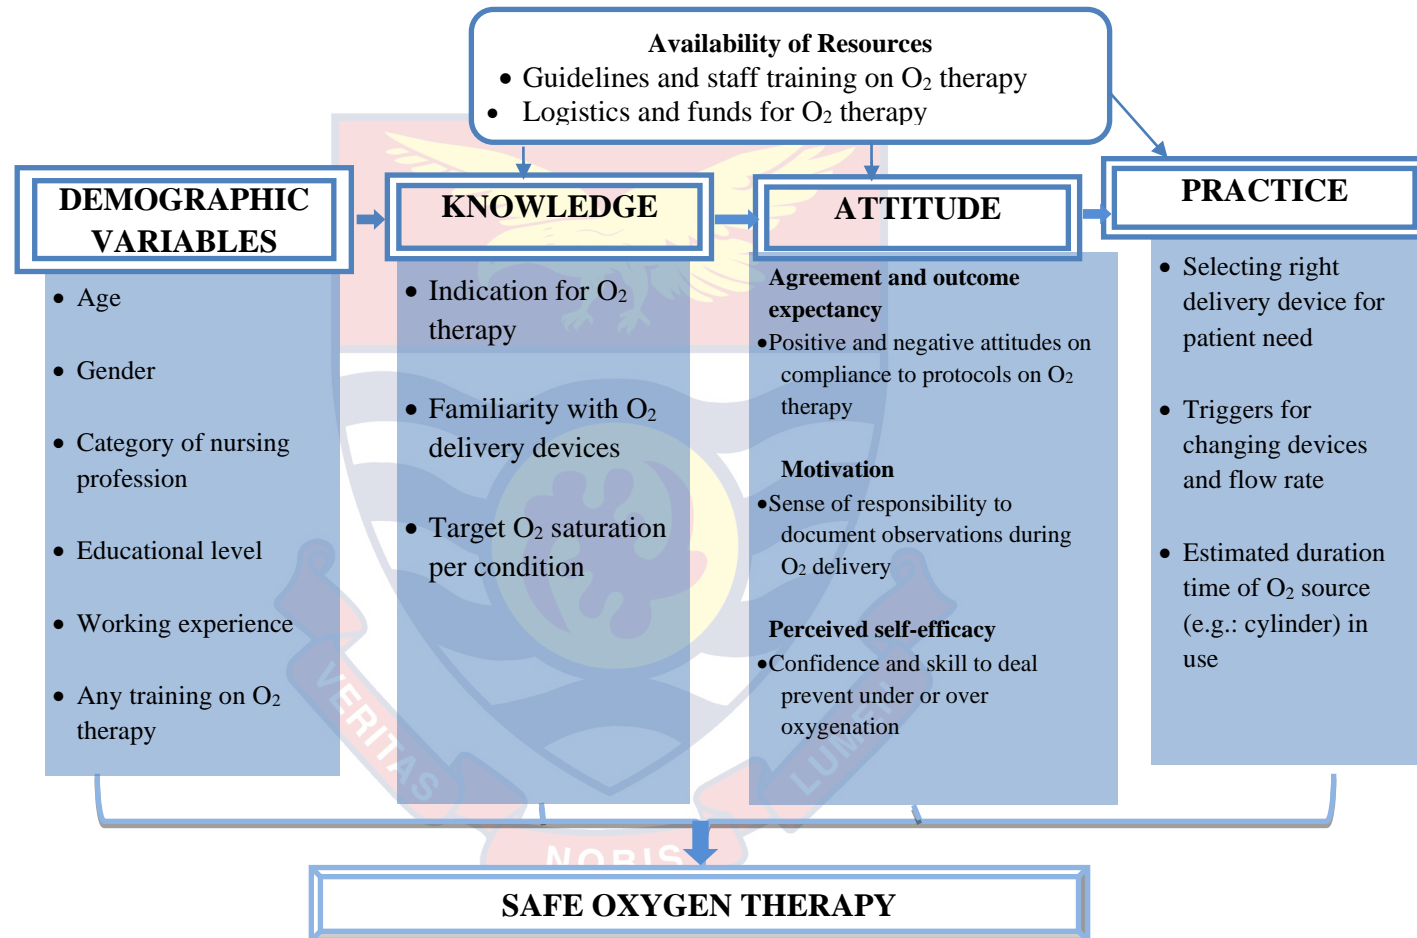 Availability of Resources
• Guidelines and staff training on O₂ therapy
• Logistics and funds for O₂ therapy
DEMOGRAPHIC
VARIABLES
• Age
• Gender
• Category of nursing
profession
• Educational level
• Working experience
• Any training on O₂
therapy
KNOWLEDGE
• Indication for O₂
therapy
• Familiarity with O₂
delivery devices
• Target O₂ saturation
per condition
ATTITUDE
Agreement and outcome
expectancy
•Positive and negative attitudes on
compliance to protocols on O₂
therapy
Motivation
•Sense of responsibility to
document observations during
O₂ delivery
Perceived self-efficacy
•Confidence and skill to deal
prevent under or over
oxygenation
PRACTICE
• Selecting right
delivery device for
patient need
• Triggers for
changing devices
and flow rate
• Estimated duration
time of O₂ source
(e.g.: cylinder) in
use
VERITAS
NOBIS
SAFE OXYGEN THERAPY